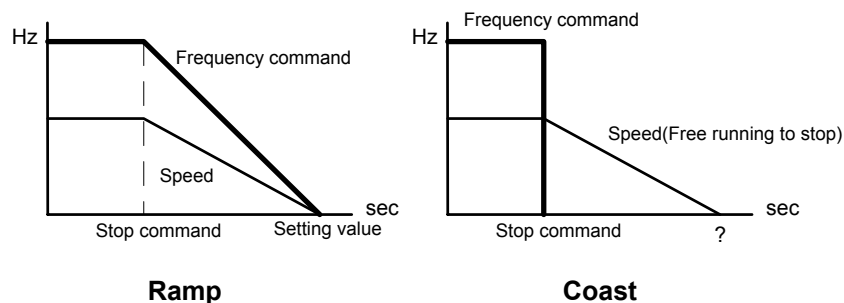 Hz
Frequency command
Speed
sec
Stop command
Setting value
Ramp
Frequency command
Hz
Speed(Free running to stop)
sec
Stop command
?
Coast